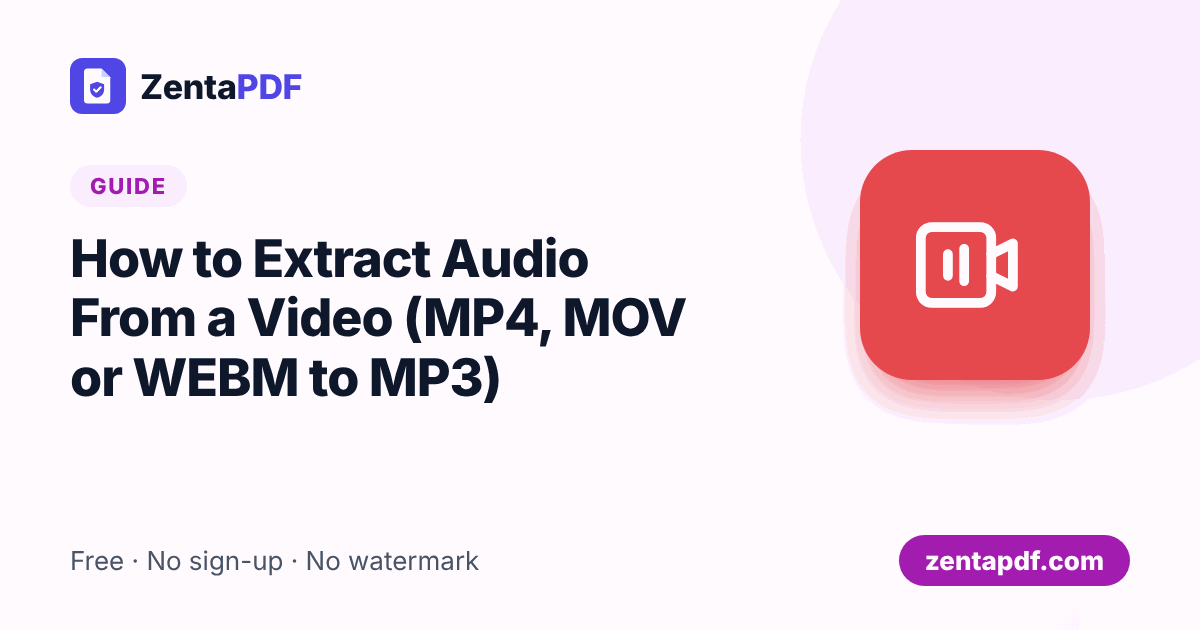 ZentaPDF
GUIDE
How to Extract Audio
From a Video (MP4, MOV
or WEBM to MP3)
Free · No sign-up · No watermark
zentapdf.com